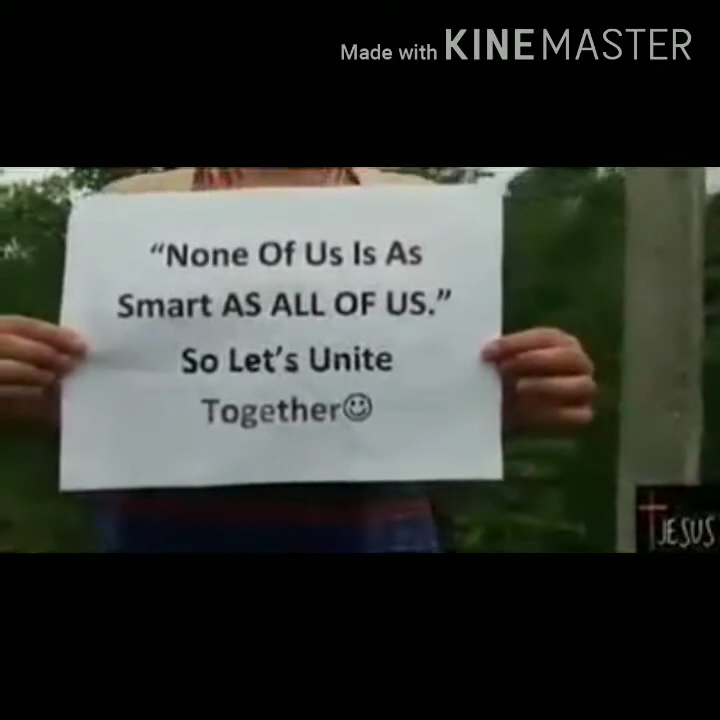 Made with KINEMASTER
“None Of Us Is As
Smart AS ALL OF US.”
So Let’s Unite
Together☺
JESUS